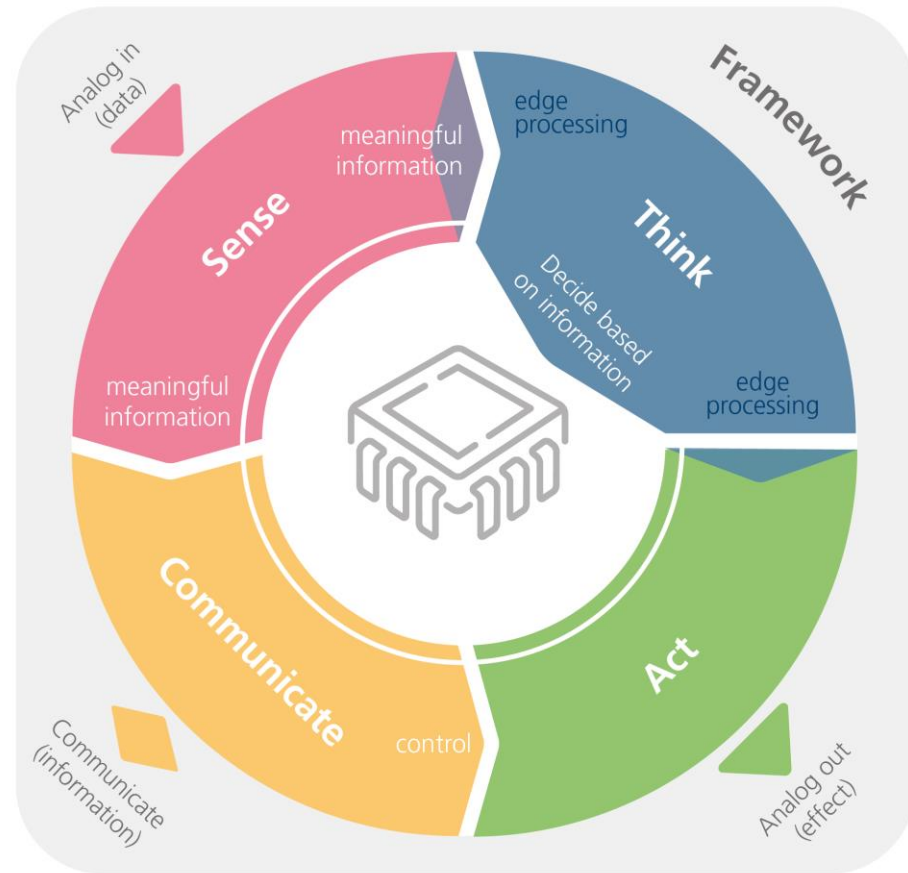 Analog in
(data)
Framework
edge
processing
meaningful
information
Sense
Think
Decide based
on information
meaningful
information
edge
processing
Communicate
Act
control
Communicate
(information)
Analog out
(effect)